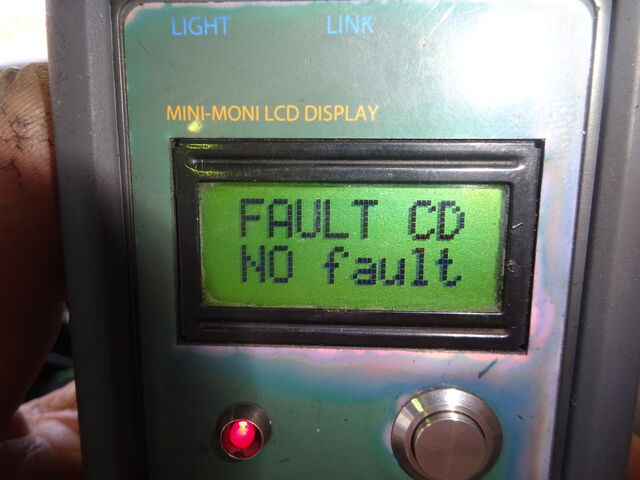 LIGHT LINK
MINI-MONI LCD DISPLAY
FAULT CD
NO fault